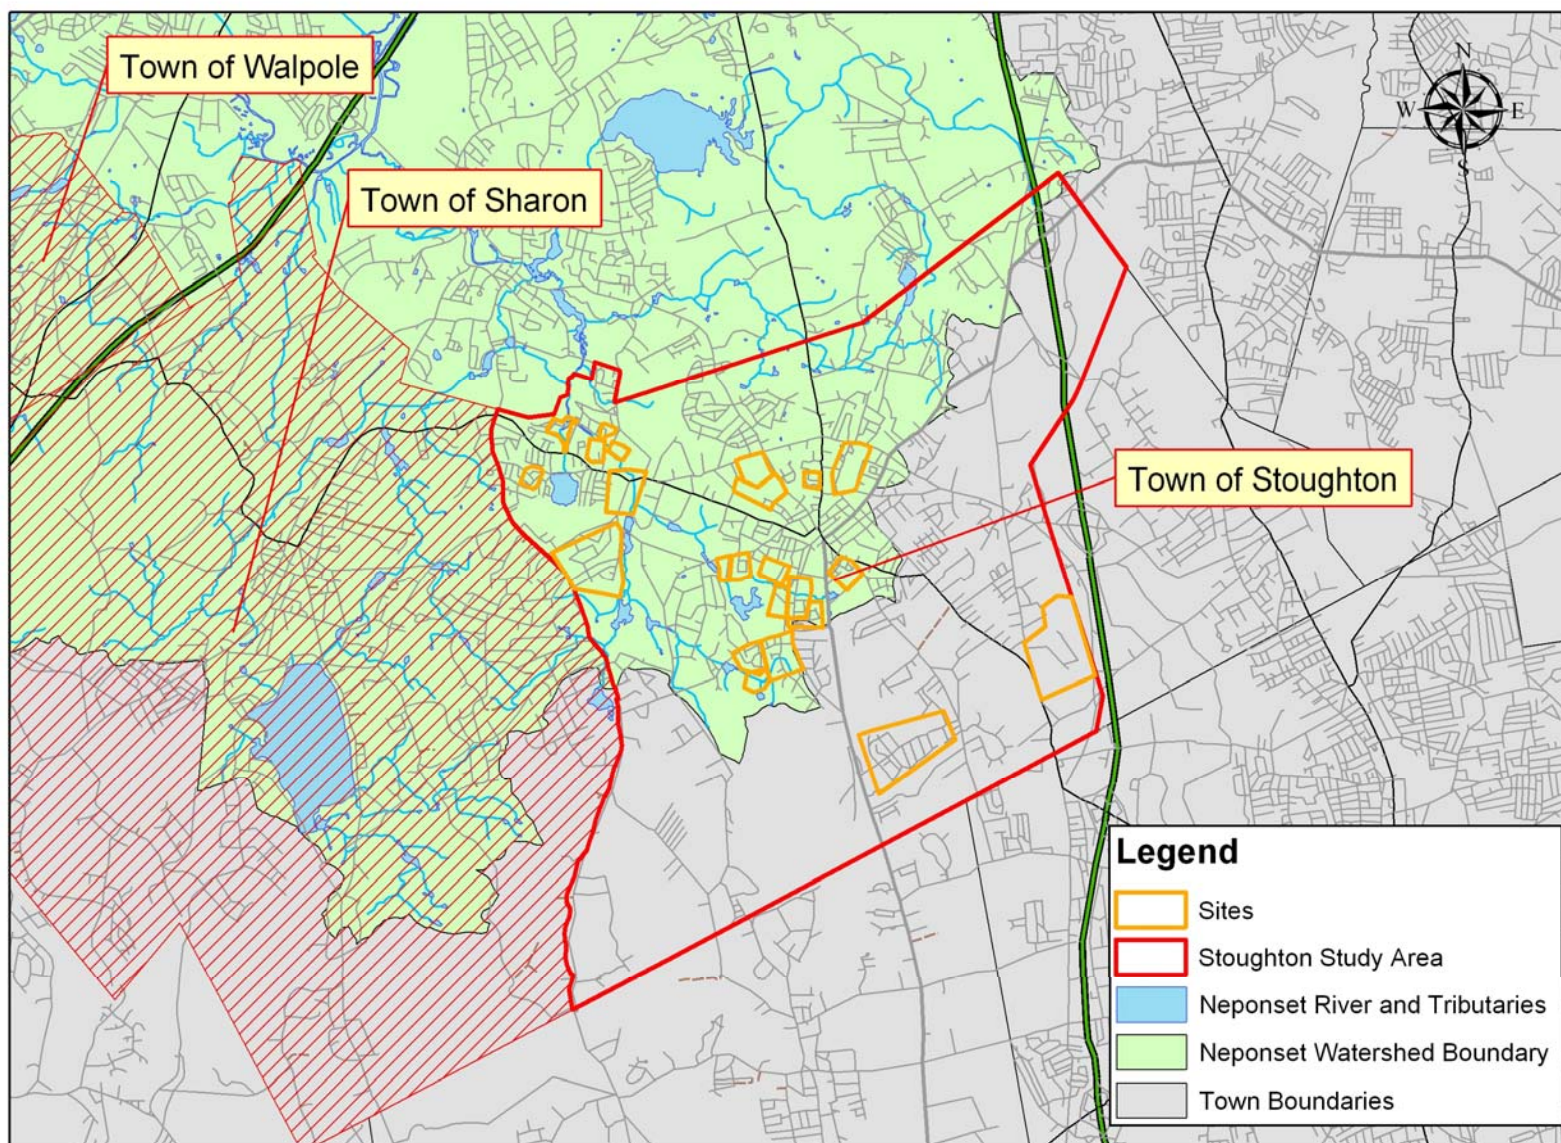 Town of Walpole
Town of Sharon
N
W
E
S
Town of Stoughton
Legend
Sites
Stoughton Study Area
Neponset River and Tributaries
Neponset Watershed Boundary
Town Boundaries